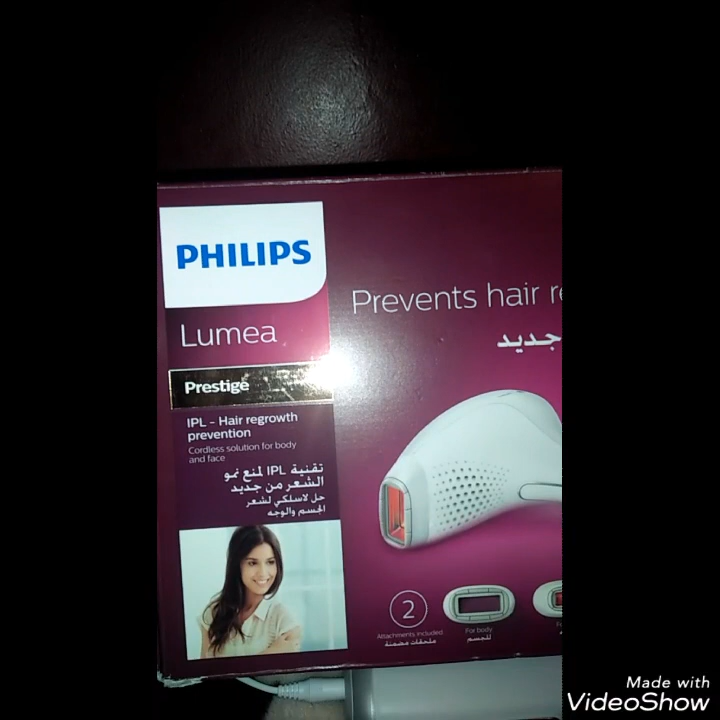 PHILIPS
Lumea
Prestige
IPL - Hair regrowth
prevention
Cordless solution for body
and face
تقنية IPL لمنع نمو
الشعر من جديد
حل لاسلكي لشعر
الجسم والوجه
Prevents hair re
جديد
2
Attachments included
ملحقات مضمنة
For body
للجسم
Made with
VideoShow